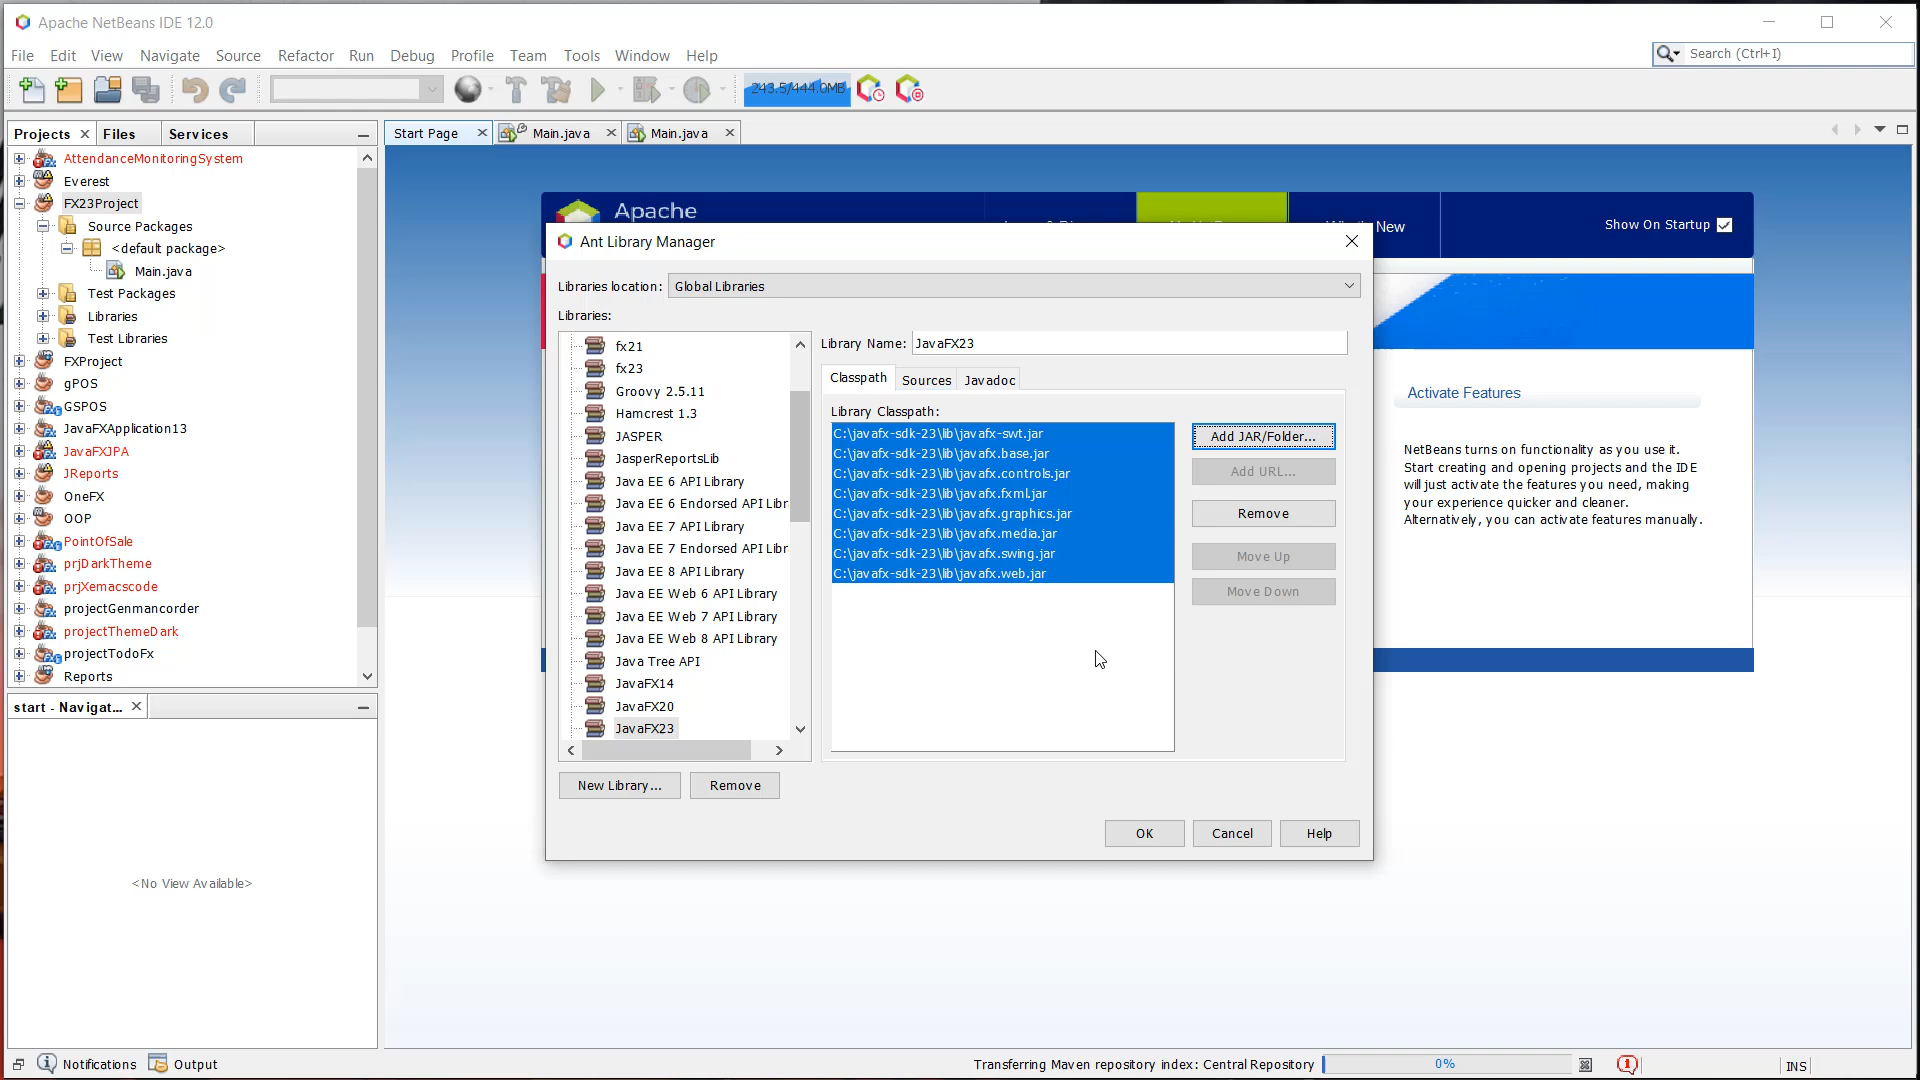 Apache NetBeans IDE 12.0
File Edit View Navigate Source Refactor Run Debug Profile Team Tools Window Help
Search (Ctrl+I)
243.5/444.0MB
Projects Files Services
Start Page Main.java Main.java
AttendanceMonitoringSystem
Everest
FX23Project
Source Packages
<default package>
Main.java
Test Packages
Libraries
Test Libraries
FXProject
gPOS
GSPOS
JavaFXApplication13
JavaFXJPA
JReports
OneFX
OOP
PointOfSale
prjDarkTheme
prjXemacscode
projectGenmancorder
projectThemeDark
projectTodoFx
Reports
start - Navigat...
<No View Available>
Apache
New
Show On Startup
Activate Features
NetBeans turns on functionality as you use it.
Start creating and opening projects and the IDE
will just activate the features you need, making
your experience quicker and cleaner.
Alternatively, you can activate features manually.
Ant Library Manager
Libraries location: Global Libraries
Libraries:
fx21
fx23
Groovy 2.5.11
Hamcrest 1.3
JASPER
JasperReportsLib
Java EE 6 API Library
Java EE 6 Endorsed API Libr
Java EE 7 API Library
Java EE 7 Endorsed API Libr
Java EE 8 API Library
Java EE Web 6 API Library
Java EE Web 7 API Library
Java EE Web 8 API Library
Java Tree API
JavaFX14
JavaFX20
JavaFX23
New Library... Remove
Library Name: JavaFX23
Classpath Sources Javadoc
Library Classpath:
C:\javafx-sdk-23\lib\javafx-swt.jar
C:\javafx-sdk-23\lib\javafx.base.jar
C:\javafx-sdk-23\lib\javafx.controls.jar
C:\javafx-sdk-23\lib\javafx.fxml.jar
C:\javafx-sdk-23\lib\javafx.graphics.jar
C:\javafx-sdk-23\lib\javafx.media.jar
C:\javafx-sdk-23\lib\javafx.swing.jar
C:\javafx-sdk-23\lib\javafx.web.jar
Add JAR/Folder...
Add URL...
Remove
Move Up
Move Down
OK Cancel Help
Notifications Output
Transferring Maven repository index: Central Repository 0% INS